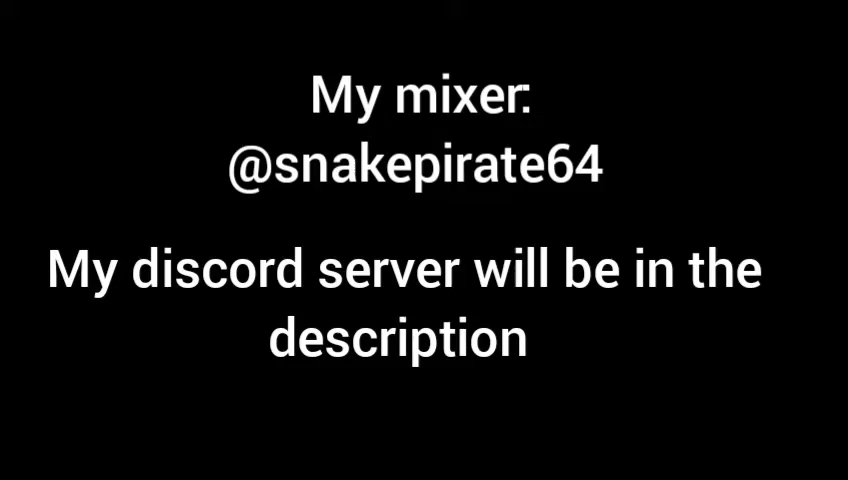 My mixer:
@snakepirate64
My discord server will be in the
description